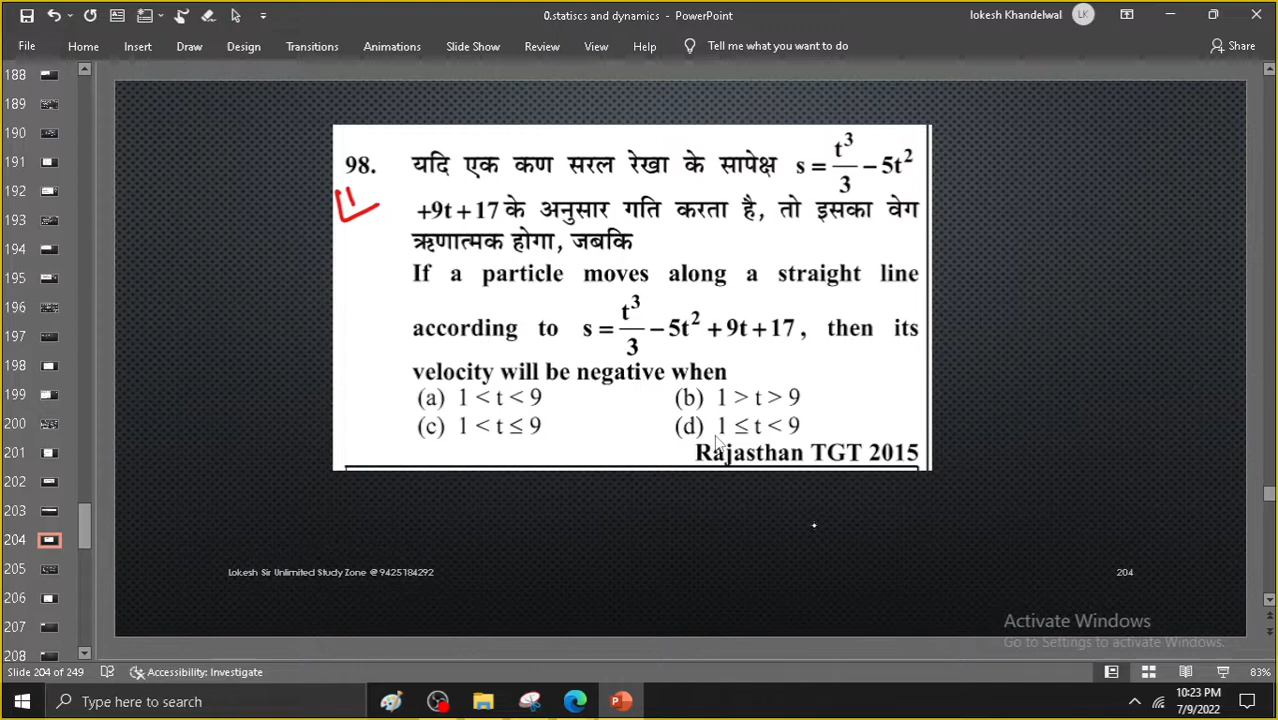 0.statiscs and dynamics - PowerPoint
lokesh Khandelwal LK
File Home Insert Draw Design Transitions Animations Slide Show Review View Help Tell me what you want to do Share
188
189
190
191
192
193
194
195
196
197
198
199
200
201
202
203
204
205
206
207
208
98. यदि एक कण सरल रेखा के सापेक्ष s = t³/3 − 5t²
+9t + 17 के अनुसार गति करता है, तो इसका वेग
ऋणात्मक होगा, जबकि
If a particle moves along a straight line
according to s = t³/3 − 5t² + 9t + 17, then its
velocity will be negative when
(a) 1 < t < 9 (b) 1 > t > 9
(c) 1 < t ≤ 9 (d) 1 ≤ t < 9
Rajasthan TGT 2015
Lokesh Sir Unlimited Study Zone @ 9425184292 204
Activate Windows
Go to Settings to activate Windows.
Slide 204 of 249 Accessibility: Investigate 83%
Type here to search
10:23 PM
7/9/2022